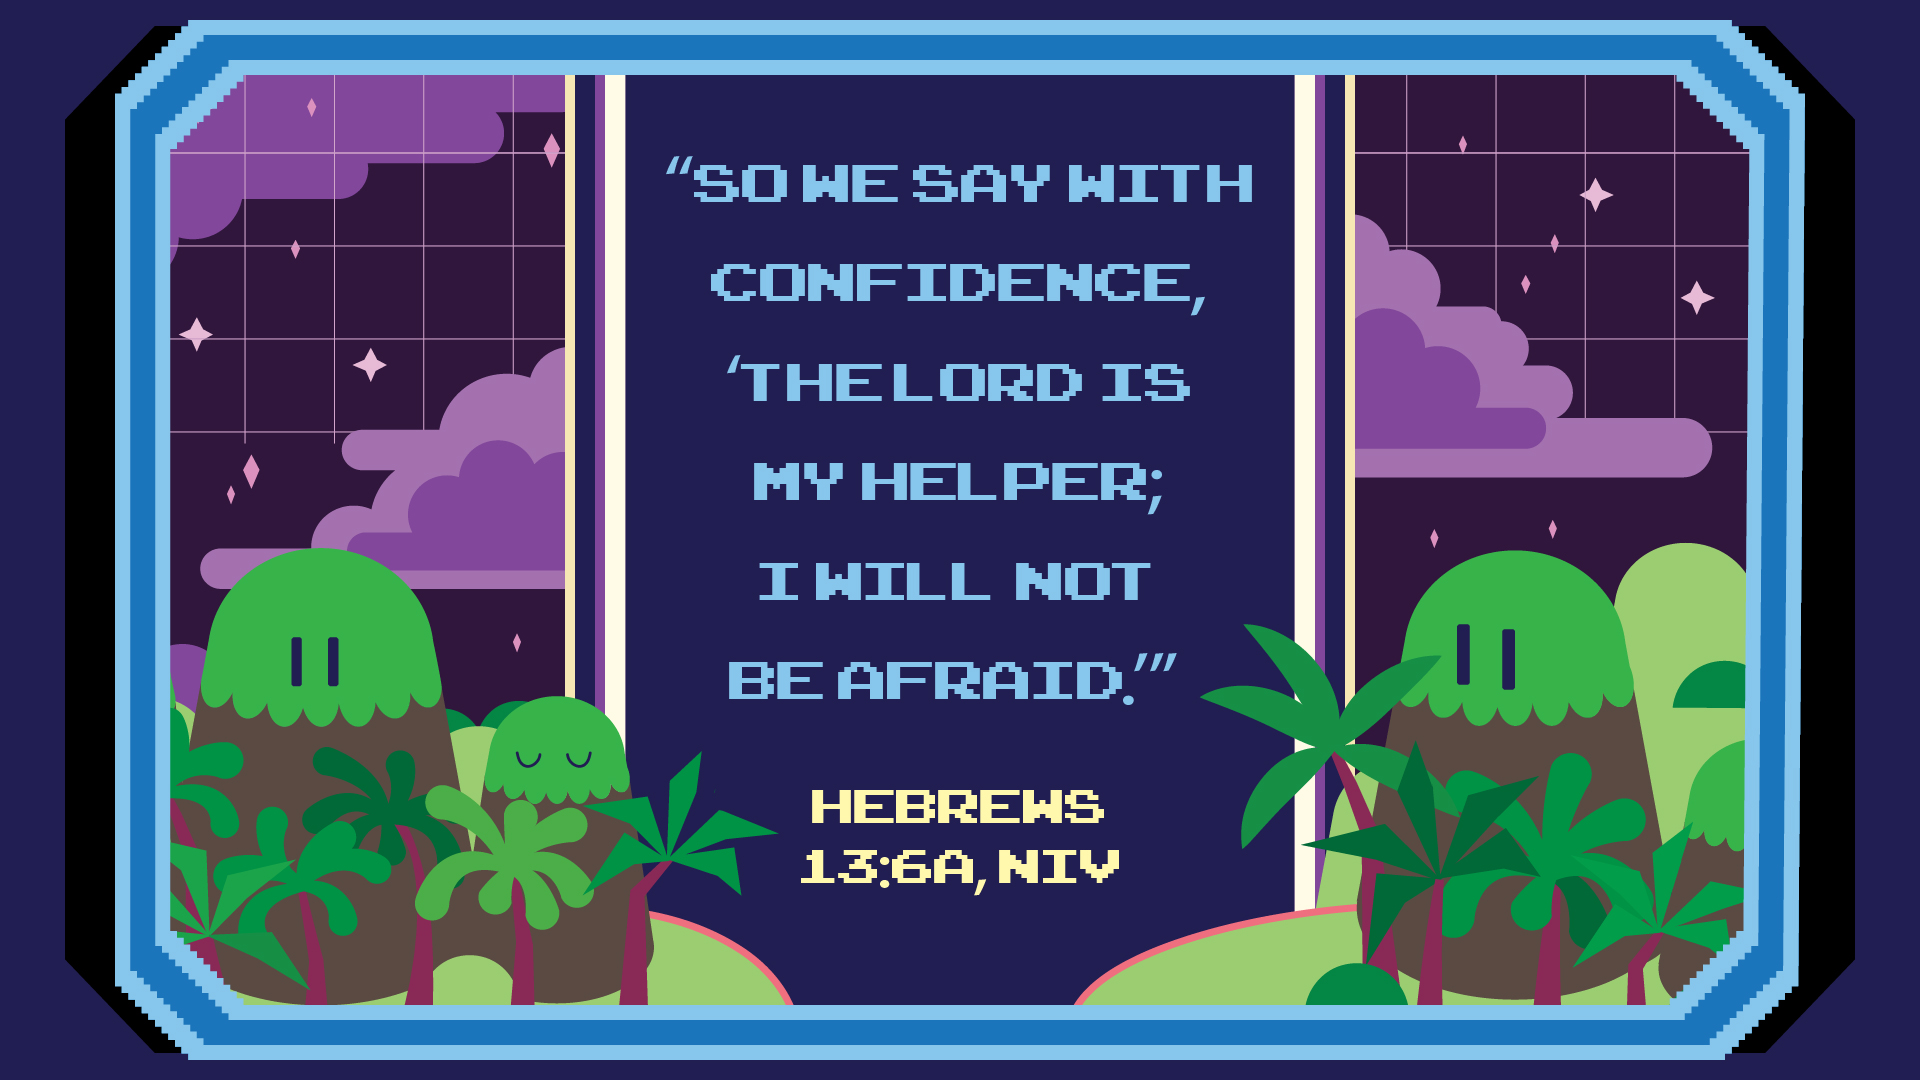 “SO WE SAY WITH
CONFIDENCE,
‘THE LORD IS
MY HELPER;
I WILL NOT
BE AFRAID.’”
HEBREWS
13:6A, NIV